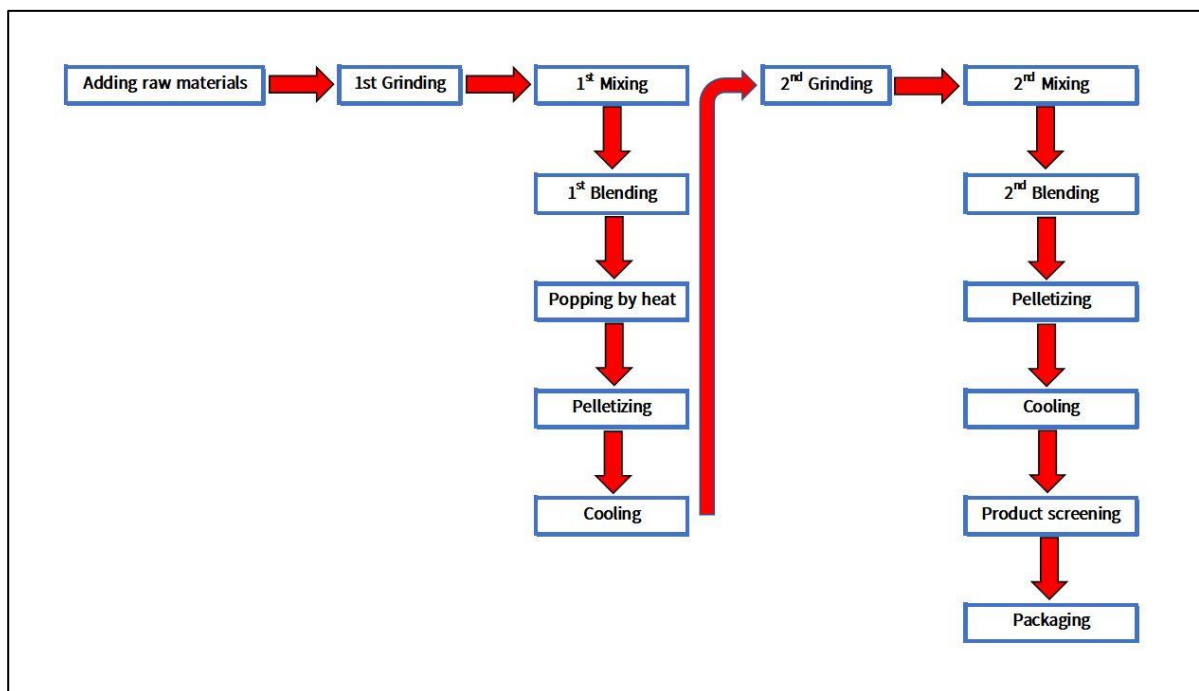 Adding raw materials
1st Grinding
1st Mixing
1st Blending
Popping by heat
Pelletizing
Cooling
2nd Grinding
2nd Mixing
2nd Blending
Pelletizing
Cooling
Product screening
Packaging